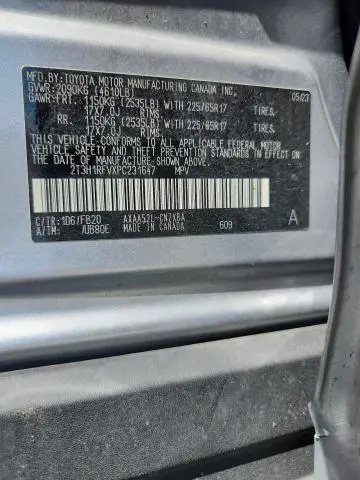 MFD.BY:TOYOTA MOTOR MANUFACTURING CANADA INC. 05/23
GVWR:2090KG (4610LB)
GAWR:FRT. 1150KG (2535LB) WITH 225/65R17 TIRES,
17X7.0J RIMS,
RR. 1150KG (2535LB) WITH 225/65R17 TIRES,
17X7.0J RIMS,
THIS VEHICLE CONFORMS TO ALL APPLICABLE FEDERAL MOTOR
VEHICLE SAFETY AND THEFT PREVENTION STANDARDS IN
EFFECT ON THE DATE OF MANUFACTURE SHOWN ABOVE.
2T3H1RFVXPC231647 MPV
C/TR:1D6/FB20 AXAA52L-CNZXBA A
A/TM: /UB80E MADE IN CANADA 609